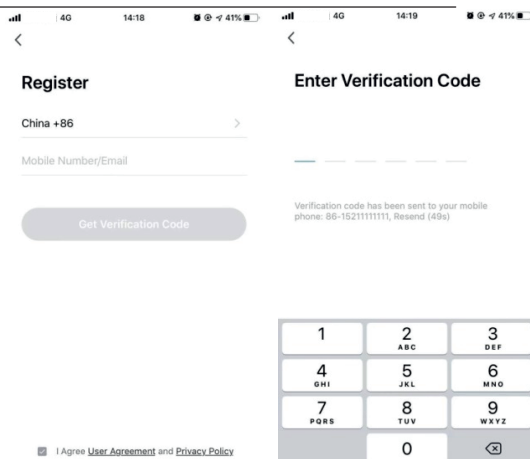 4G 14:18 41%
Register
China +86
Mobile Number/Email
Get Verification Code
I Agree User Agreement and Privacy Policy
4G 14:19 41%
Enter Verification Code
Verification code has been sent to your mobile
phone: 86-15211111111, Resend (49s)
1 2 3
ABC DEF
4 5 6
GHI JKL MNO
7 8 9
PQRS TUV WXYZ
0